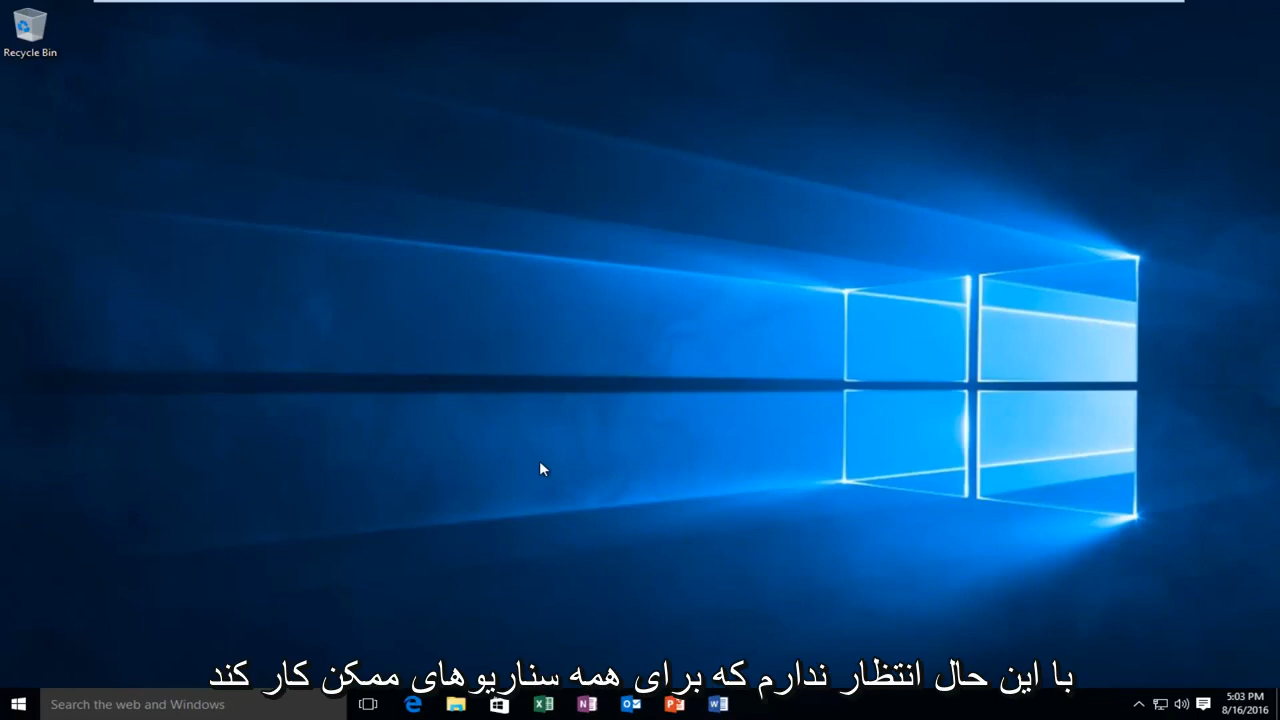 Recycle Bin
با این حال انتظار ندارم که برای همه سناریوهای ممکن کار کند
Search the web and Windows
5:03 PM
8/16/2016